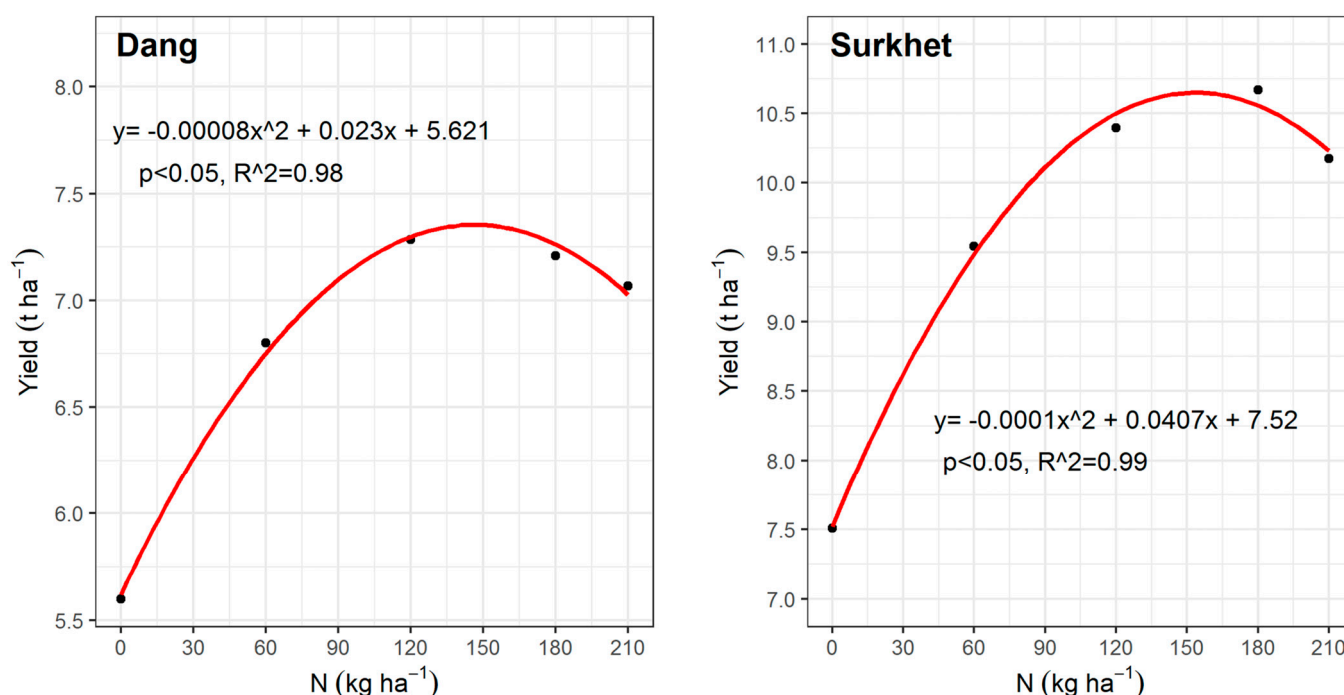 Dang
8.0
y= -0.00008x^2 + 0.023x + 5.621
p<0.05, R^2=0.98
7.5
7.0
6.5
6.0
5.5
Yield (t ha⁻¹)
0 30 60 90 120 150 180 210
N (kg ha⁻¹)
Surkhet
11.0
10.5
10.0
9.5
9.0
8.5
y= -0.0001x^2 + 0.0407x + 7.52
p<0.05, R^2=0.99
8.0
7.5
7.0
Yield (t ha⁻¹)
0 30 60 90 120 150 180 210
N (kg ha⁻¹)